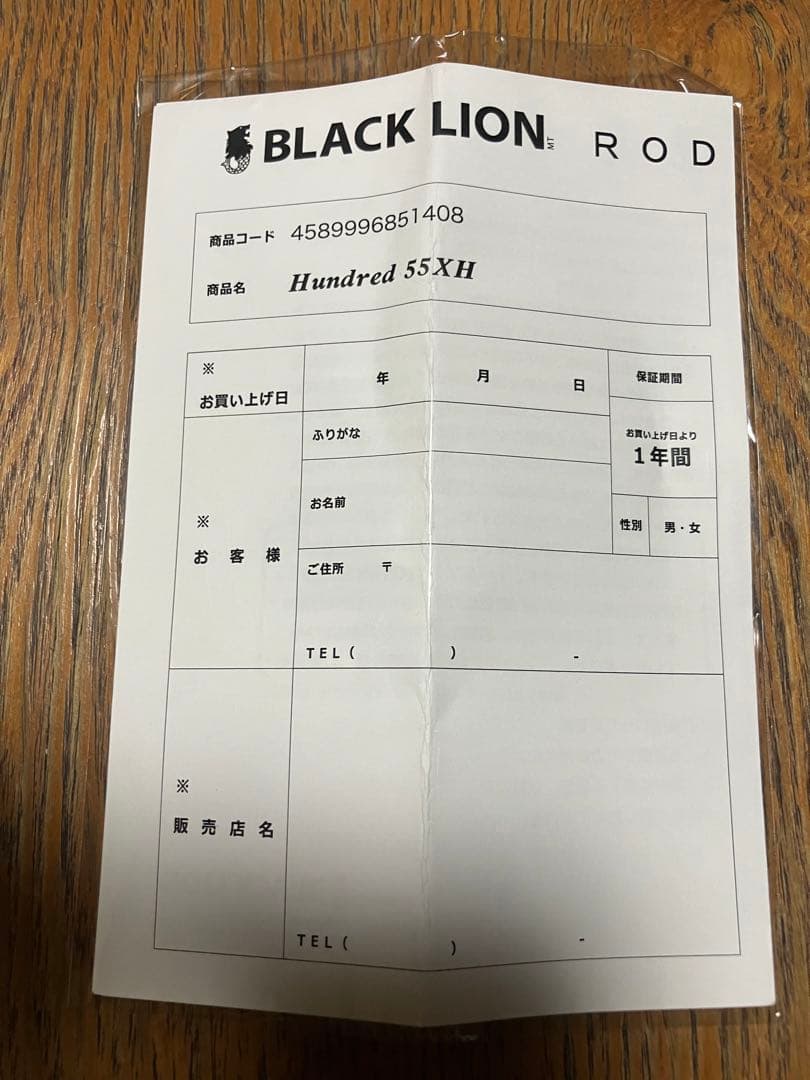 BLACK LION MT ROD
商品コード 4589996851408
商品名 Hundred 55XH
※
お買い上げ日
年 月 日
保証期間
お買い上げ日より
1年間
ふりがな
※
お客様
お名前
性別 男・女
ご住所 〒
TEL( ) -
※
販売店名
TEL( ) -